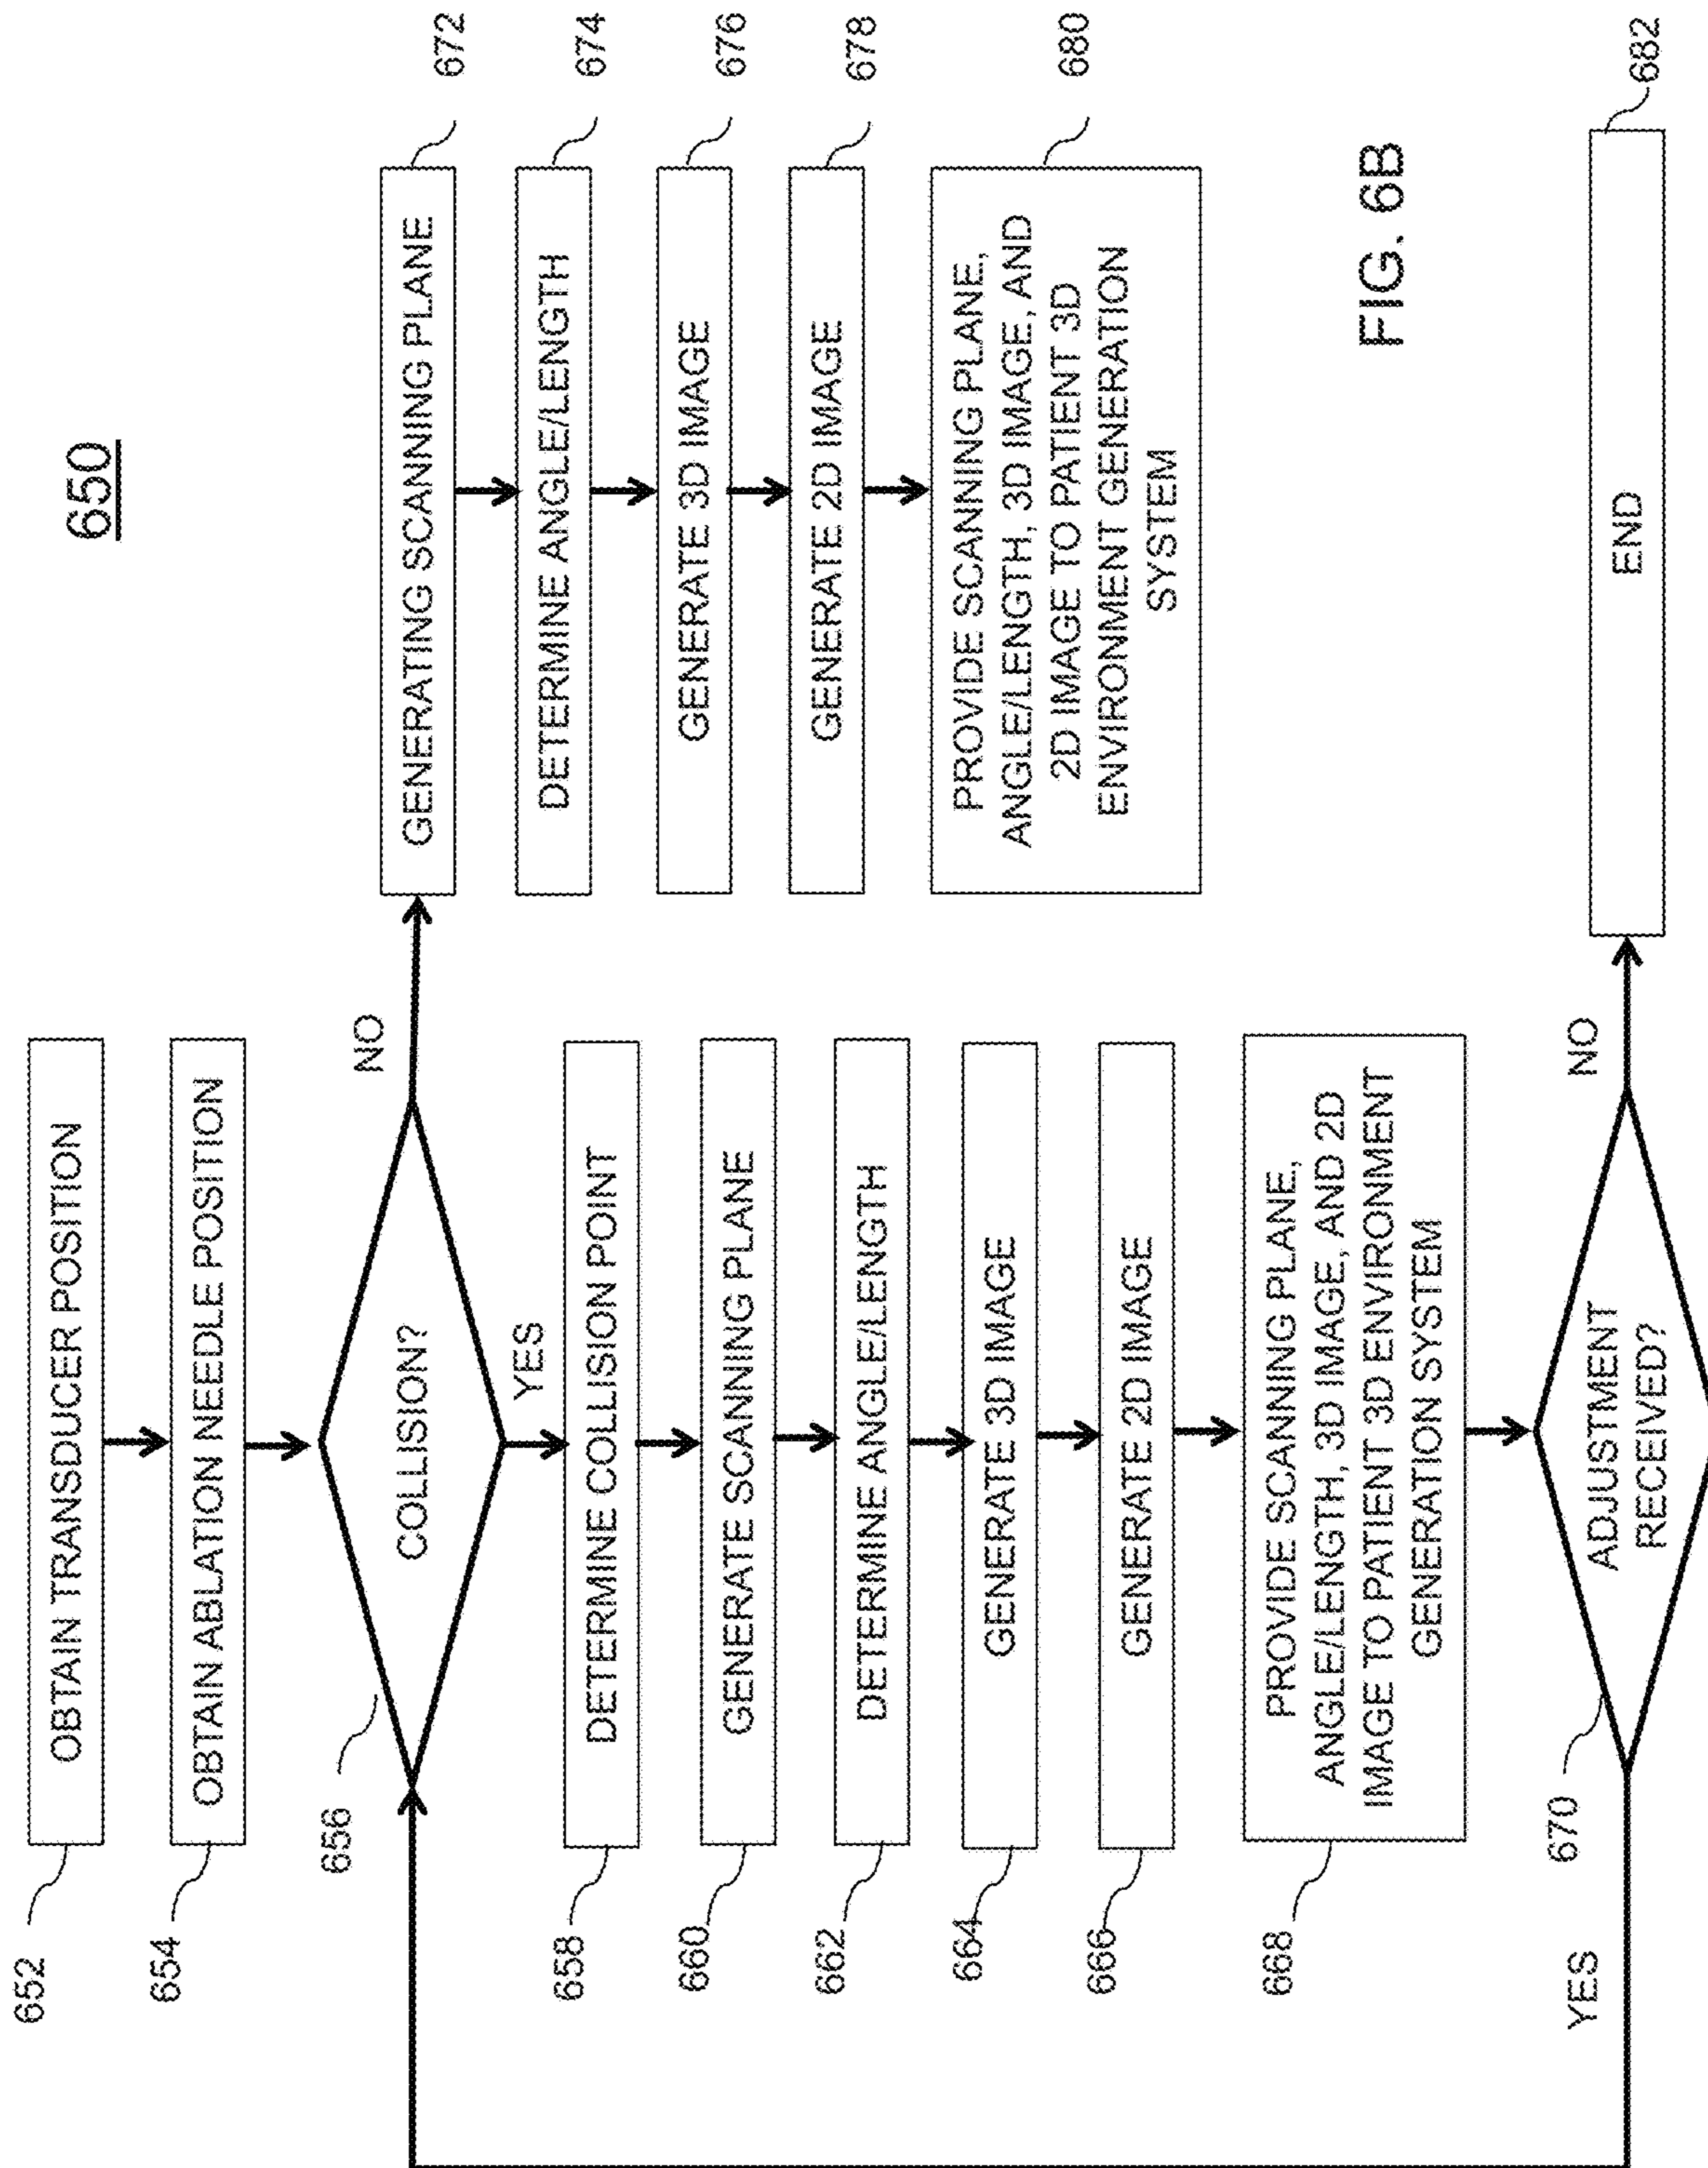 650
652
OBTAIN TRANSDUCER POSITION
654
OBTAIN ABLATION NEEDLE POSITION
656
COLLISION?
NO
YES
658
DETERMINE COLLISION POINT
660
GENERATE SCANNING PLANE
662
DETERMINE ANGLE/LENGTH
664
GENERATE 3D IMAGE
666
GENERATE 2D IMAGE
668
PROVIDE SCANNING PLANE,
ANGLE/LENGTH, 3D IMAGE, AND 2D
IMAGE TO PATIENT 3D ENVIRONMENT
GENERATION SYSTEM
670
ADJUSTMENT
RECEIVED?
YES
NO
672
GENERATING SCANNING PLANE
674
DETERMINE ANGLE/LENGTH
676
GENERATE 3D IMAGE
678
GENERATE 2D IMAGE
680
PROVIDE SCANNING PLANE,
ANGLE/LENGTH, 3D IMAGE, AND
2D IMAGE TO PATIENT 3D
ENVIRONMENT GENERATION
SYSTEM
682
END
FIG. 6B